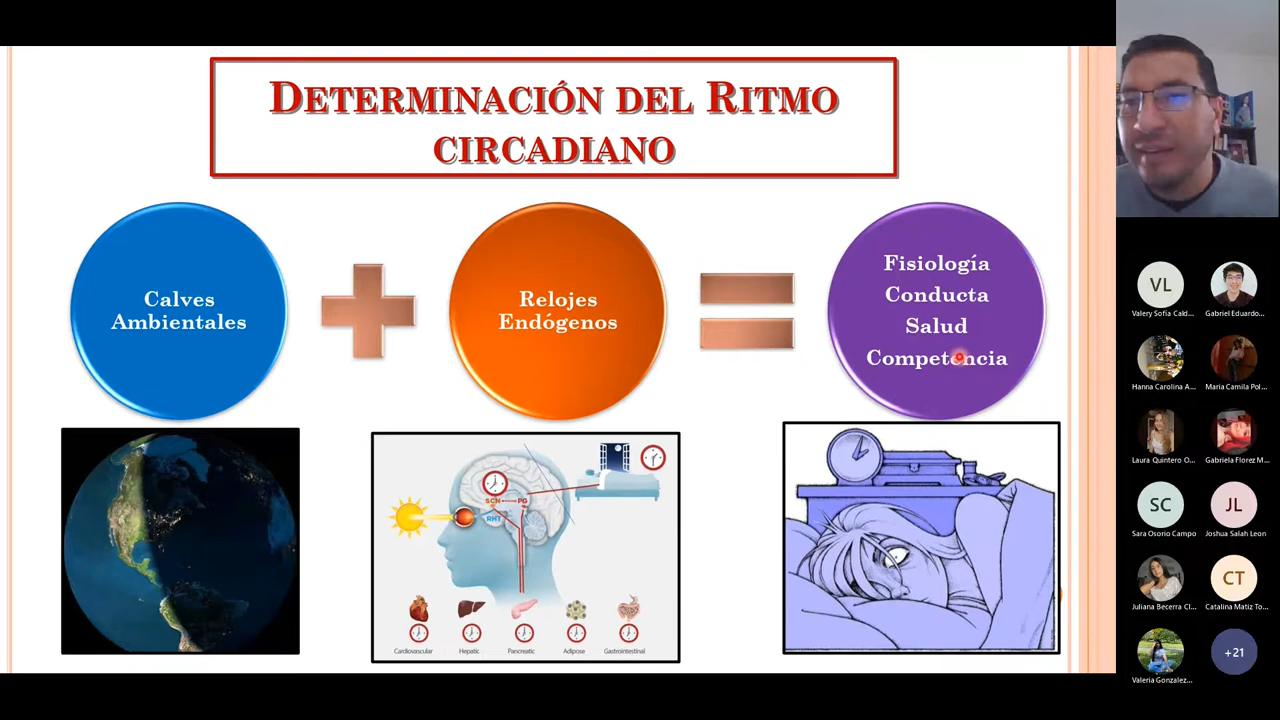 DETERMINACIÓN DEL RITMO
CIRCADIANO
Calves
Ambientales
Relojes
Endógenos
Fisiología
Conducta
Salud
Competencia
SCN
PG
RHT
Cardiovascular
Hepatic
Pancreatic
Adipose
Gastrointestinal
VL
Valery Sofía Cald...
Gabriel Eduardo...
Hanna Carolina A...
Maria Camila Pol...
Laura Quintero O...
Gabriela Florez M...
SC
Sara Osorio Campo
JL
Joshua Salah Leon
Juliana Becerra Cl...
CT
Catalina Matiz To...
Valeria Gonzalez...
+21